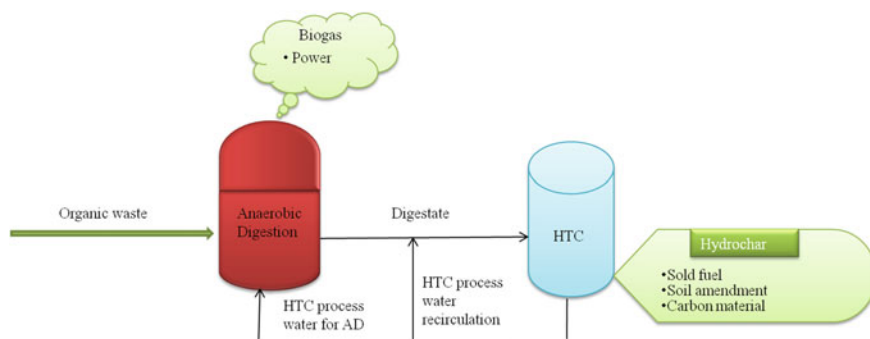 Biogas
• Power
Organic waste
Anaerobic
Digestion
Digestate
HTC
Hydrochar
•Sold fuel
•Soil amendment
•Carbon material
HTC process
water for AD
HTC process
water
recirculation